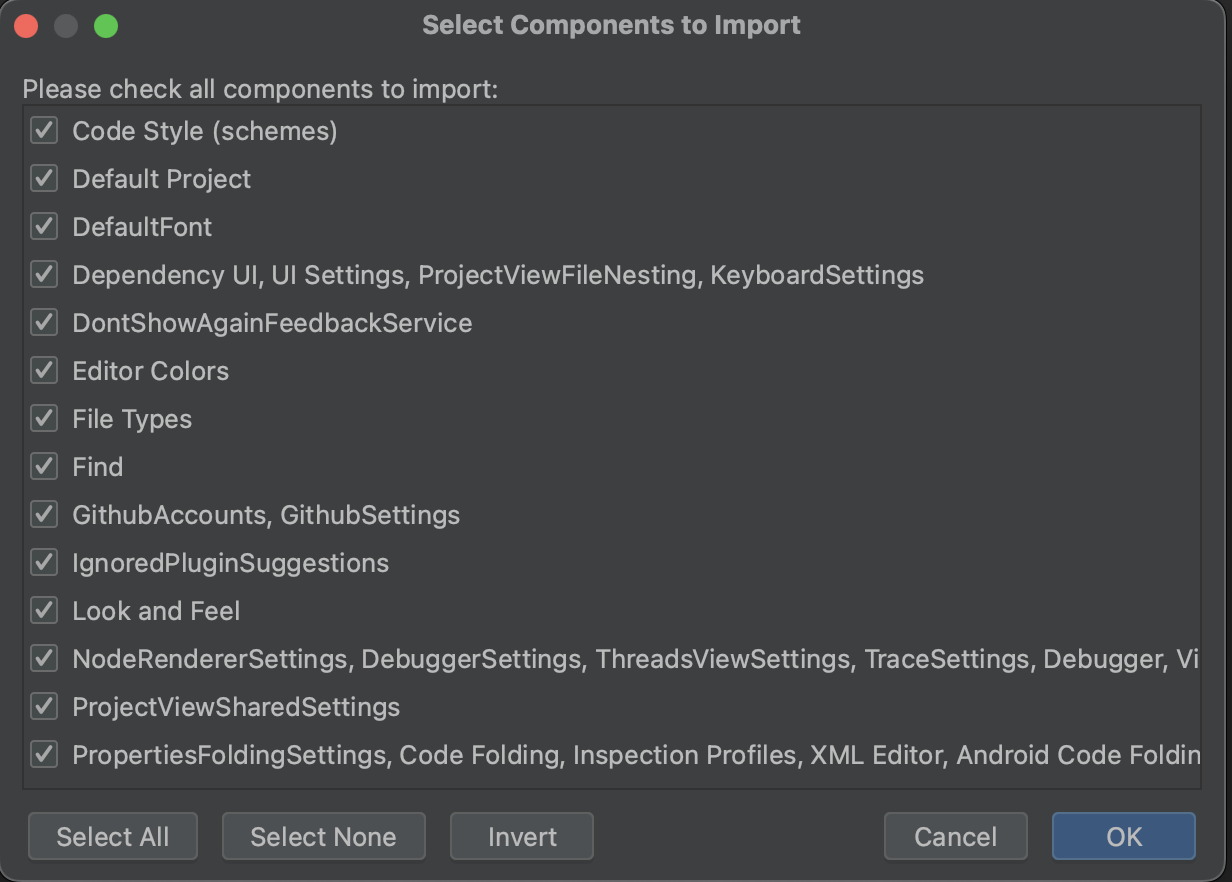 Select Components to Import
Please check all components to import:
Code Style (schemes)
Default Project
DefaultFont
Dependency UI, UI Settings, ProjectViewFileNesting, KeyboardSettings
DontShowAgainFeedbackService
Editor Colors
File Types
Find
GithubAccounts, GithubSettings
IgnoredPluginSuggestions
Look and Feel
NodeRendererSettings, DebuggerSettings, ThreadsViewSettings, TraceSettings, Debugger, Vi
ProjectViewSharedSettings
PropertiesFoldingSettings, Code Folding, Inspection Profiles, XML Editor, Android Code Foldin
Select All Select None Invert Cancel OK